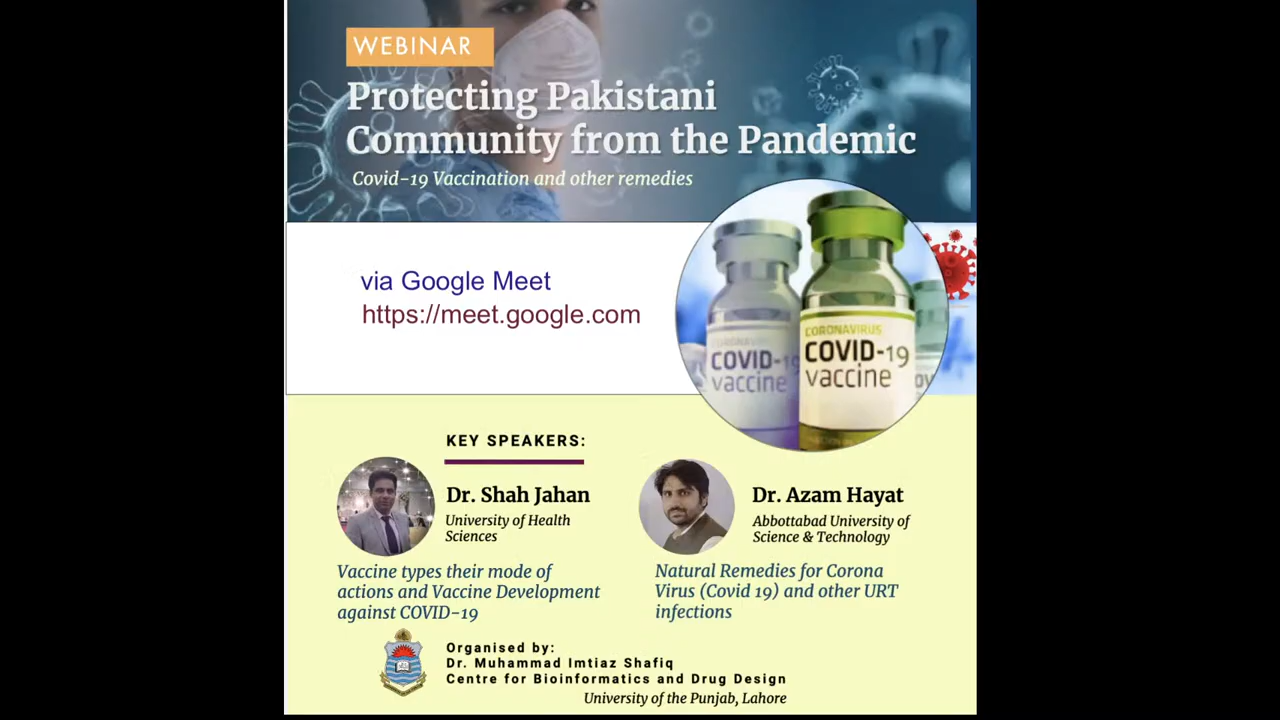 WEBINAR
Protecting Pakistani
Community from the Pandemic
Covid-19 Vaccination and other remedies
via Google Meet
https://meet.google.com
CORONAVIRUS
COVID-19
vaccine
CORONAVIRUS
COVID-19
vaccine
KEY SPEAKERS:
Dr. Shah Jahan
University of Health
Sciences
Vaccine types their mode of
actions and Vaccine Development
against COVID-19
Dr. Azam Hayat
Abbottabad University of
Science & Technology
Natural Remedies for Corona
Virus (Covid 19) and other URT
infections
Organised by:
Dr. Muhammad Imtiaz Shafiq
Centre for Bioinformatics and Drug Design
University of the Punjab, Lahore